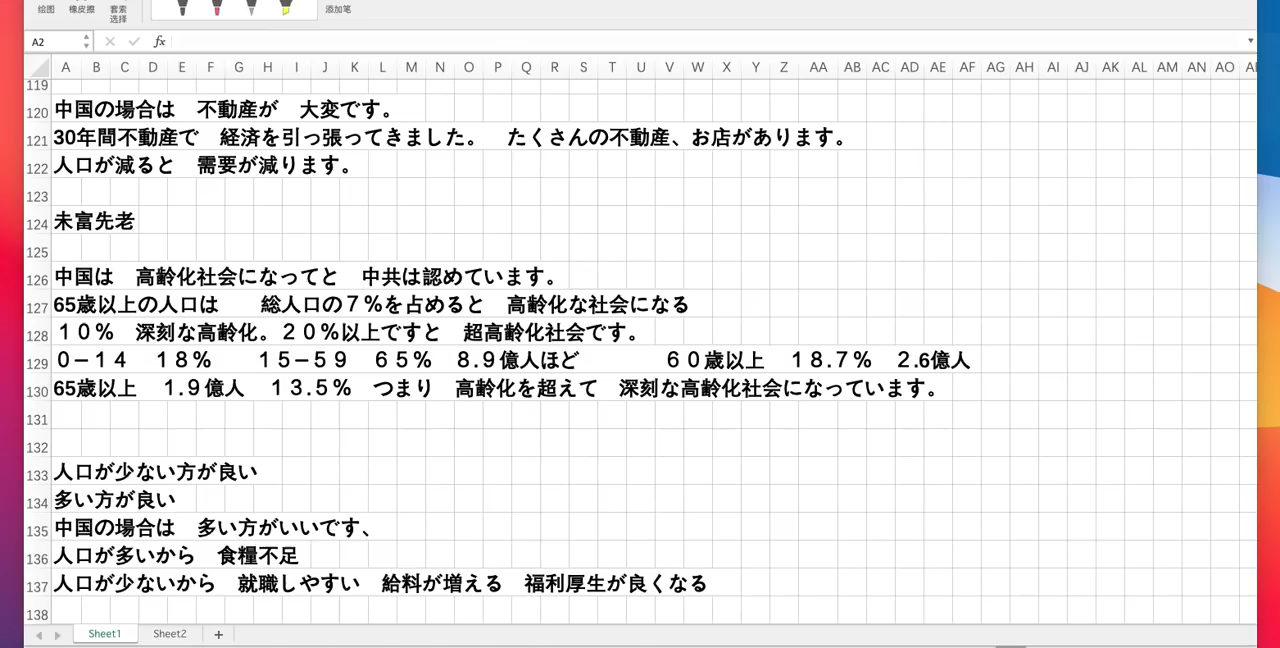 绘图 橡皮擦 套索选择 添加笔
A2 fx
A B C D E F G H I J K L M N O P Q R S T U V W X Y Z AA AB AC AD AE AF AG AH AI AJ AK AL AM AN AO
119
120 中国の場合は　不動産が　大変です。
121 30年間不動産で　経済を引っ張ってきました。　たくさんの不動産、お店があります。
122 人口が減ると　需要が減ります。
123
124 未富先老
125
126 中国は　高齢化社会になってと　中共は認めています。
127 65歳以上の人口は　　総人口の７%を占めると　高齢化な社会になる
128 １０%　深刻な高齢化。２０%以上ですと　超高齢化社会です。
129 ０−１４　１８%　　１５−５９　６５%　８.９億人ほど　　　　６０歳以上　１８.７%　２.6億人
130 65歳以上　１.９億人　１３.５%　つまり　高齢化を超えて　深刻な高齢化社会になっています。
131
132
133 人口が少ない方が良い
134 多い方が良い
135 中国の場合は　多い方がいいです、
136 人口が多いから　食糧不足
137 人口が少ないから　就職しやすい　給料が増える　福利厚生が良くなる
138
Sheet1 Sheet2 +